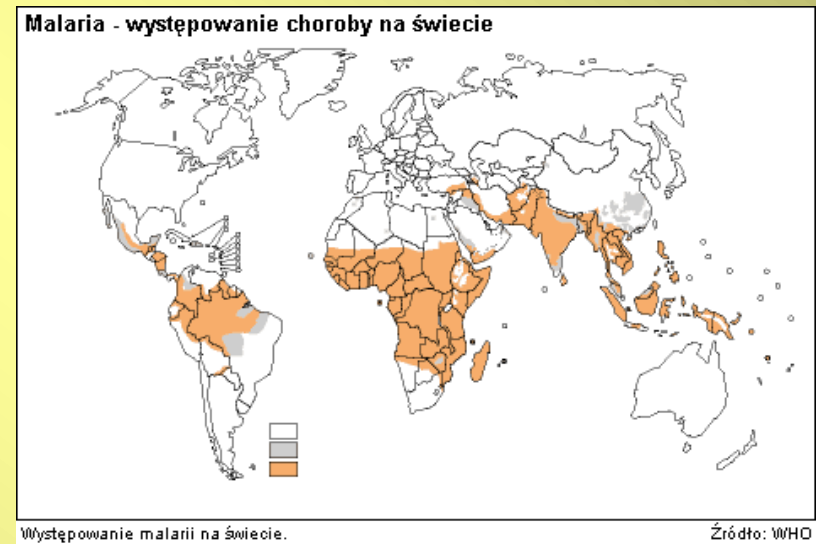 Malaria - występowanie choroby na świecie
Występowanie malarii na świecie.
Źródło: WHO